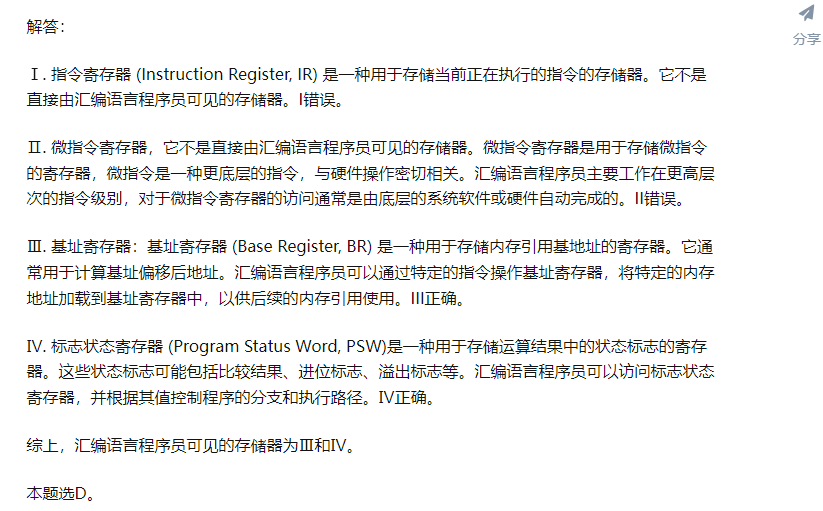 解答：
分享
Ⅰ. 指令寄存器 (Instruction Register, IR) 是一种用于存储当前正在执行的指令的存储器。它不是
直接由汇编语言程序员可见的存储器。I错误。
Ⅱ. 微指令寄存器，它不是直接由汇编语言程序员可见的存储器。微指令寄存器是用于存储微指令
的寄存器，微指令是一种更底层的指令，与硬件操作密切相关。汇编语言程序员主要工作在更高层
次的指令级别，对于微指令寄存器的访问通常是由底层的系统软件或硬件自动完成的。II错误。
Ⅲ. 基址寄存器：基址寄存器 (Base Register, BR) 是一种用于存储内存引用基地址的寄存器。它通
常用于计算基址偏移后地址。汇编语言程序员可以通过特定的指令操作基址寄存器，将特定的内存
地址加载到基址寄存器中，以供后续的内存引用使用。III正确。
Ⅳ. 标志状态寄存器 (Program Status Word, PSW)是一种用于存储运算结果中的状态标志的寄存
器。这些状态标志可能包括比较结果、进位标志、溢出标志等。汇编语言程序员可以访问标志状态
寄存器，并根据其值控制程序的分支和执行路径。IV正确。
综上，汇编语言程序员可见的存储器为Ⅲ和Ⅳ。
本题选D。